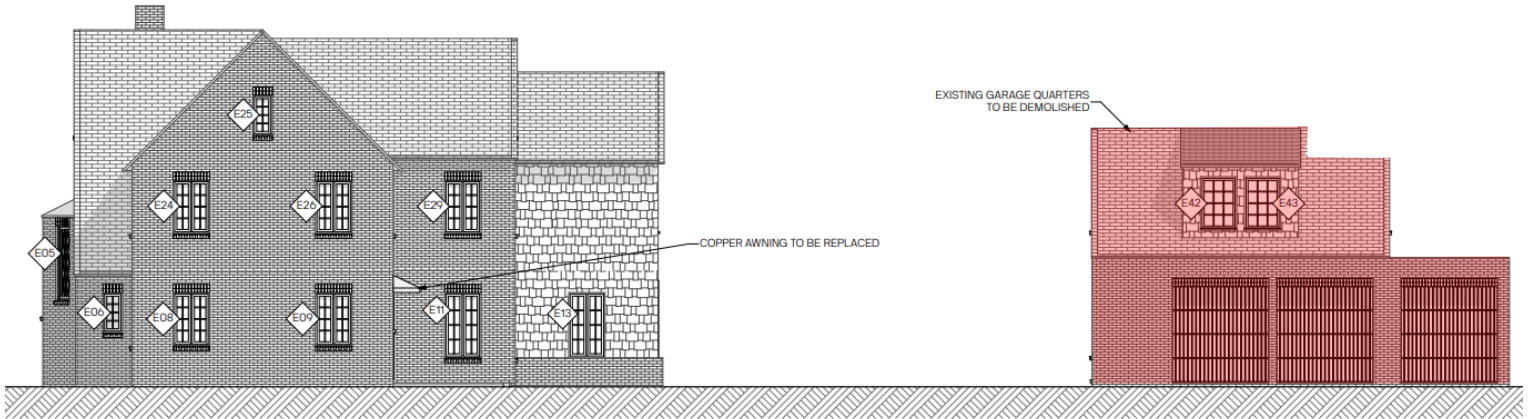 E25
EXISTING GARAGE QUARTERS
TO BE DEMOLISHED
E24
E26
E29
E42
E43
E05
COPPER AWNING TO BE REPLACED
E06
E08
E09
E11
E13